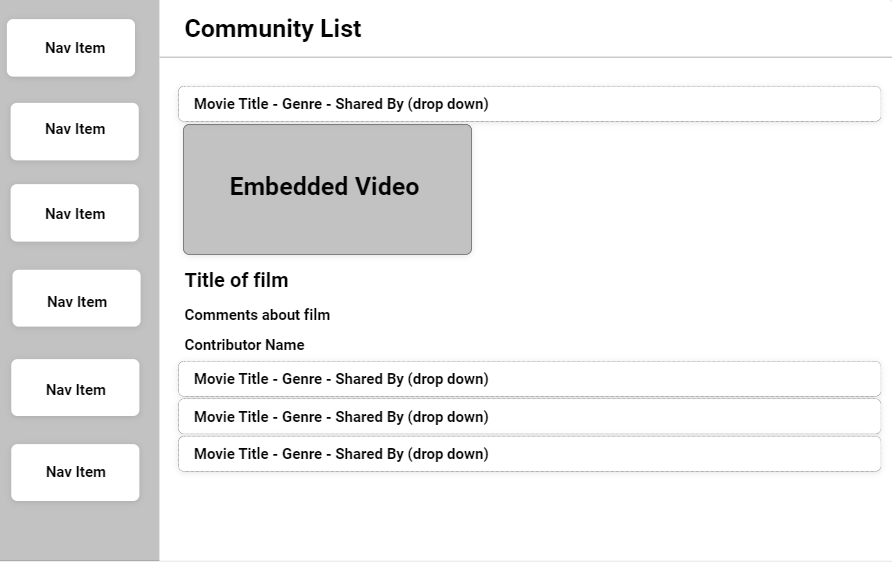 Nav Item
Nav Item
Nav Item
Nav Item
Nav Item
Nav Item
Community List
Movie Title - Genre - Shared By (drop down)
Embedded Video
Title of film
Comments about film
Contributor Name
Movie Title - Genre - Shared By (drop down)
Movie Title - Genre - Shared By (drop down)
Movie Title - Genre - Shared By (drop down)